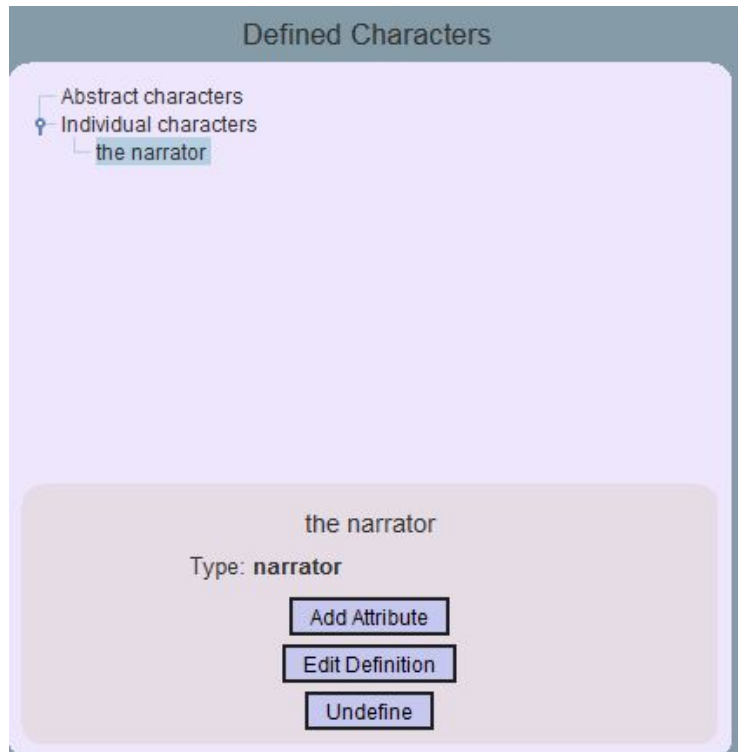 Defined Characters
Abstract characters
Individual characters
the narrator
the narrator
Type: narrator
Add Attribute
Edit Definition
Undefine